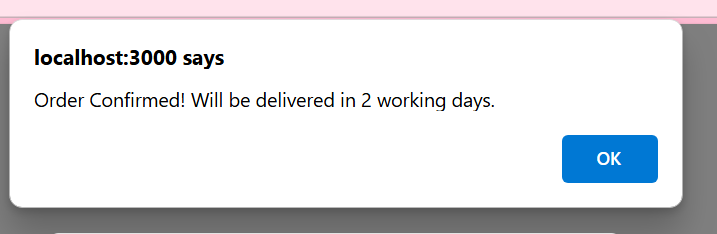 localhost:3000 says
Order Confirmed! Will be delivered in 2 working days.
OK